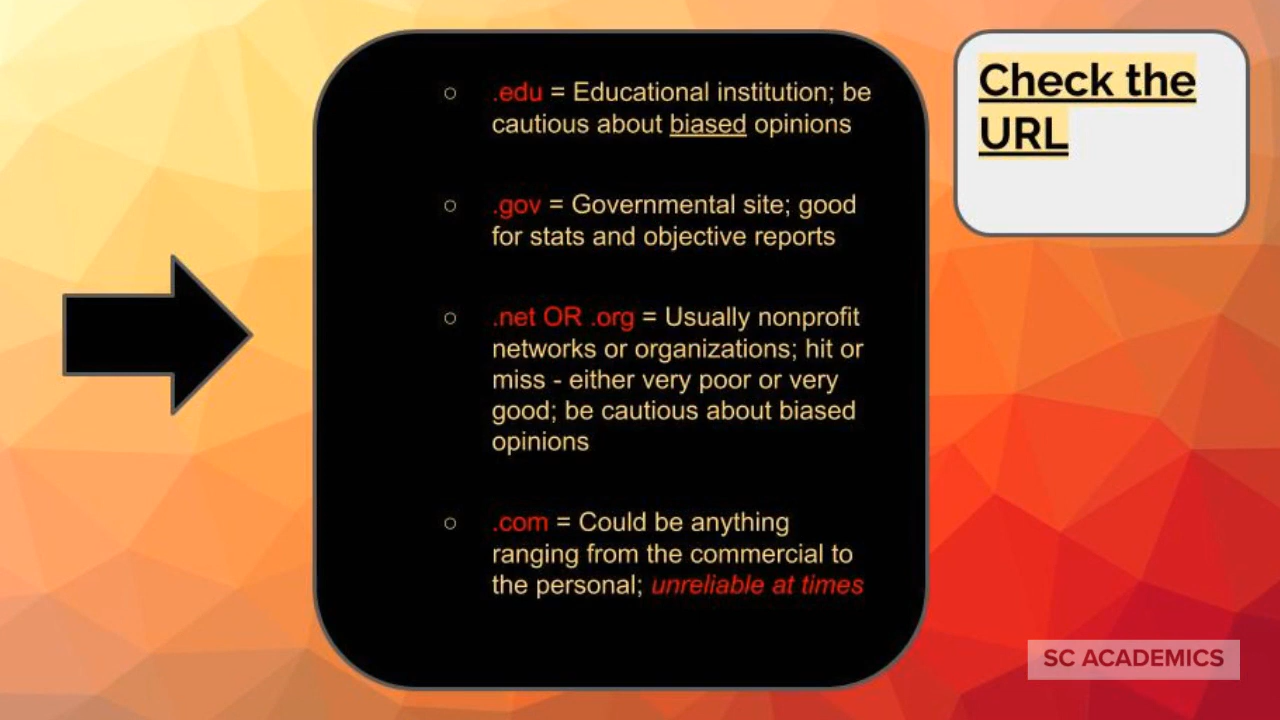 ○ .edu = Educational institution; be
cautious about biased opinions
○ .gov = Governmental site; good
for stats and objective reports
○ .net OR .org = Usually nonprofit
networks or organizations; hit or
miss - either very poor or very
good; be cautious about biased
opinions
○ .com = Could be anything
ranging from the commercial to
the personal; unreliable at times
Check the
URL
SC ACADEMICS